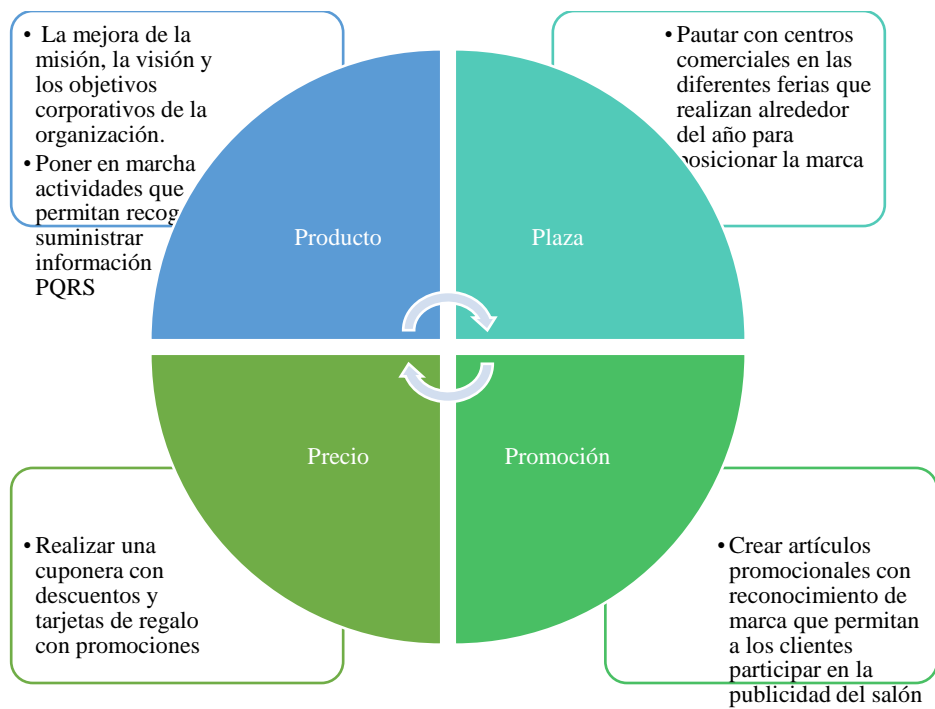 • La mejora de la
misión, la visión y
los objetivos
corporativos de la
organización.
• Poner en marcha
actividades que
permitan recog
suministrar
información
PQRS
• Pautar con centros
comerciales en las
diferentes ferias que
realizan alrededor
del año para
posicionar la marca
Producto
Plaza
Precio
Promoción
• Realizar una
cuponera con
descuentos y
tarjetas de regalo
con promociones
• Crear artículos
promocionales con
reconocimiento de
marca que permitan
a los clientes
participar en la
publicidad del salón